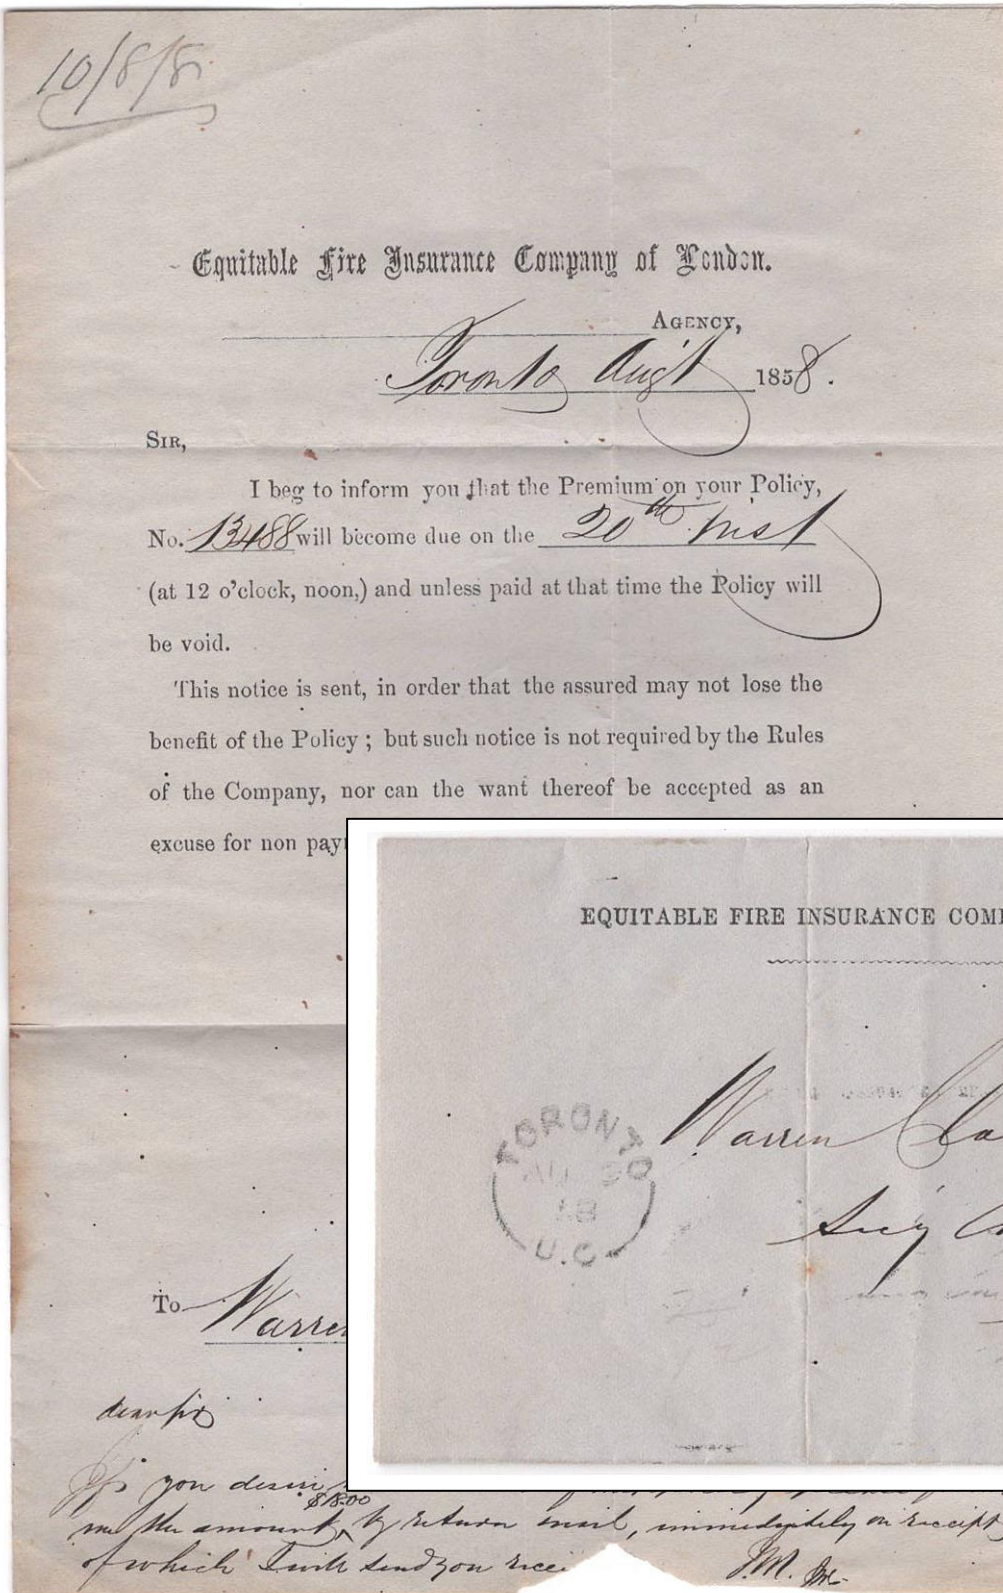 10/8/8
Equitable Fire Insurance Company of London.
AGENCY,
Toronto Augt 1858.
SIR,
I beg to inform you that the Premium on your Policy,
No. 13488 will become due on the 20th inst
(at 12 o'clock, noon,) and unless paid at that time the Policy will
be void.
This notice is sent, in order that the assured may not lose the
benefit of the Policy ; but such notice is not required by the Rules
of the Company, nor can the want thereof be accepted as an
excuse for non pay
To Warren
dear sir
If you desire
$18.00
me the amount by return mail, immediately on receipt
of which I will send you recei
EQUITABLE FIRE INSURANCE COM
Warren Cla
TORONTO
AU 30
58
U.C